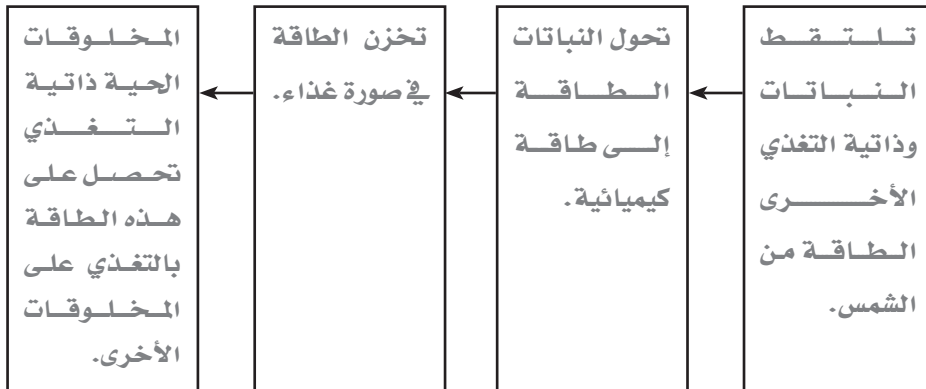 تلتقط
النباتات
وذاتية التغذي
الأخرى
الطاقة من
الشمس.
تحول النباتات
الطاقة
إلى طاقة
كيميائية.
تخزن الطاقة
في صورة غذاء.
المخلوقات
الحية ذاتية
التغذي
تحصل على
هذه الطاقة
بالتغذي على
المخلوقات
الأخرى.